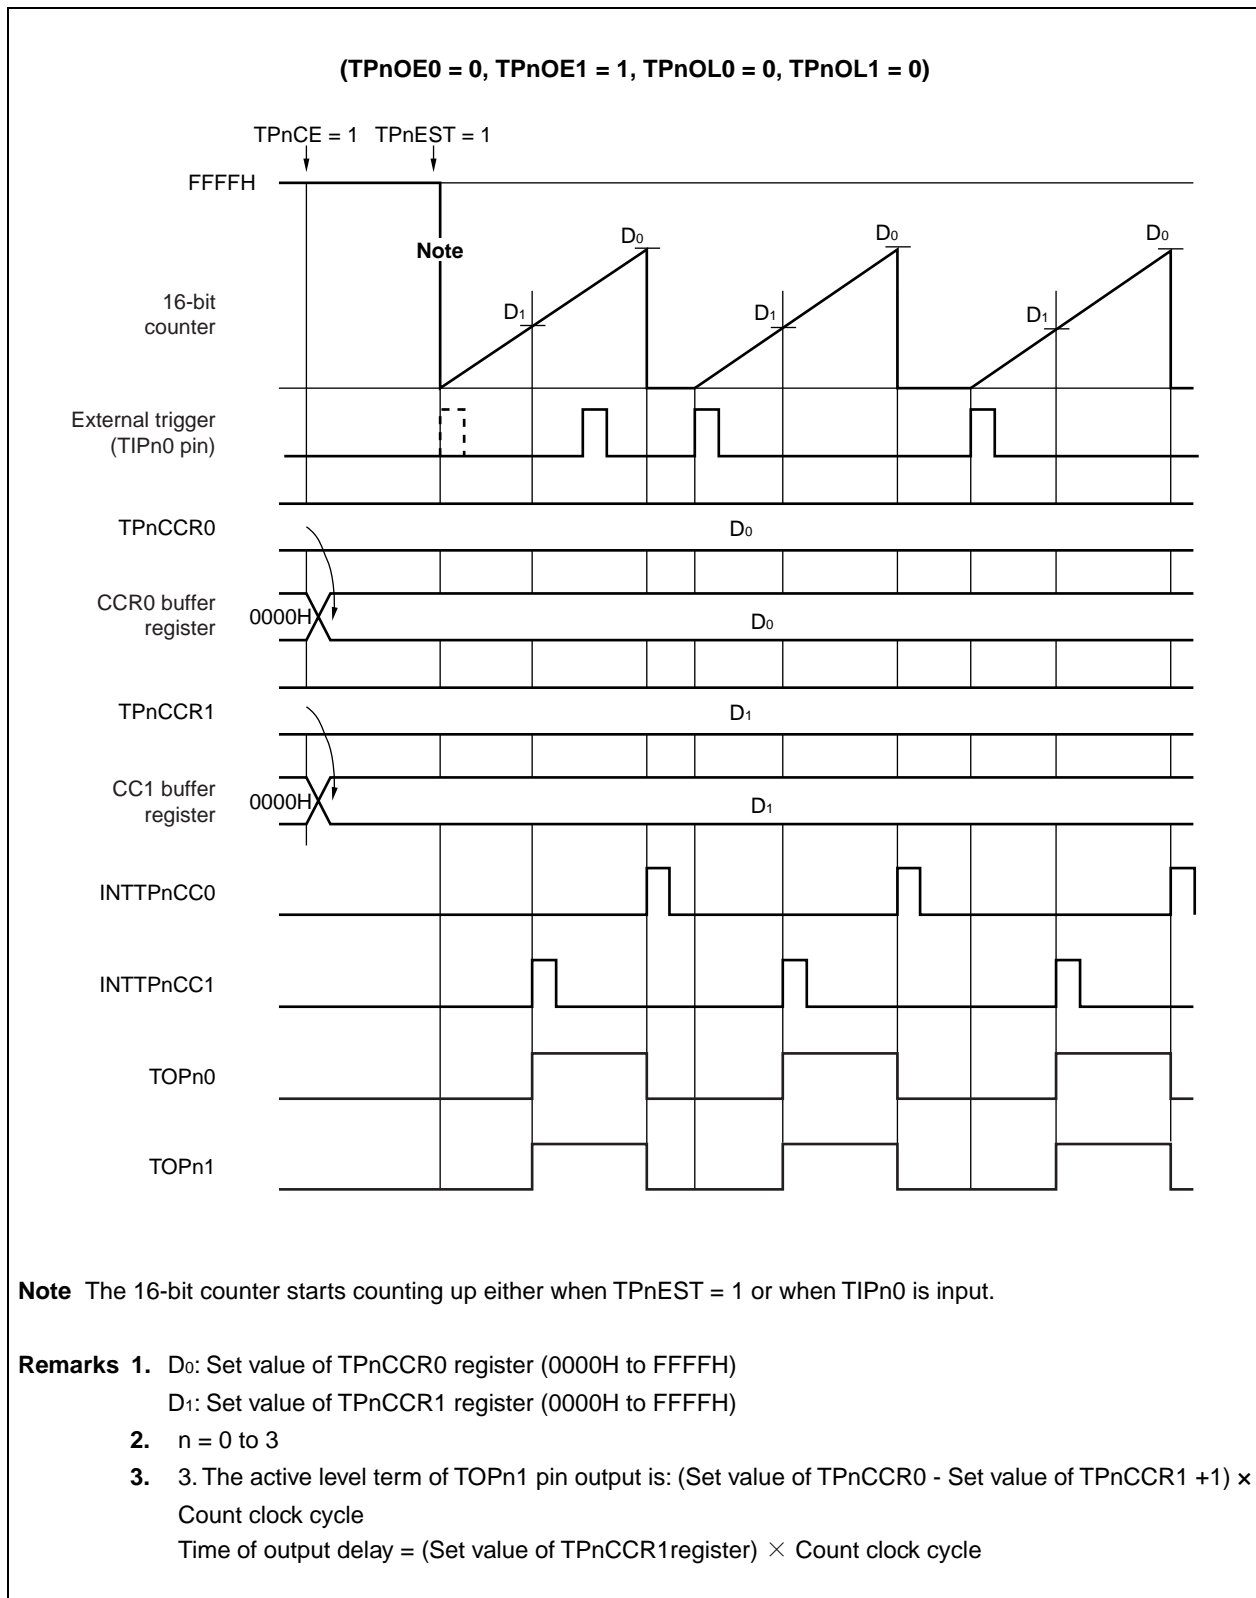 (TPnOE0 = 0, TPnOE1 = 1, TPnOL0 = 0, TPnOL1 = 0)
TPnCE = 1 TPnEST = 1
FFFFH
Note
D0 D0 D0
16-bit
counter
D1 D1 D1
External trigger
(TIPn0 pin)
TPnCCR0
D0
CCR0 buffer
register
0000H
D0
TPnCCR1
D1
CC1 buffer
register
0000H
D1
INTTPnCC0
INTTPnCC1
TOPn0
TOPn1
Note The 16-bit counter starts counting up either when TPnEST = 1 or when TIPn0 is input.
Remarks 1. D0: Set value of TPnCCR0 register (0000H to FFFFH)
D1: Set value of TPnCCR1 register (0000H to FFFFH)
2. n = 0 to 3
3. 3. The active level term of TOPn1 pin output is: (Set value of TPnCCR0 - Set value of TPnCCR1 +1) ×
Count clock cycle
Time of output delay = (Set value of TPnCCR1register) × Count clock cycle